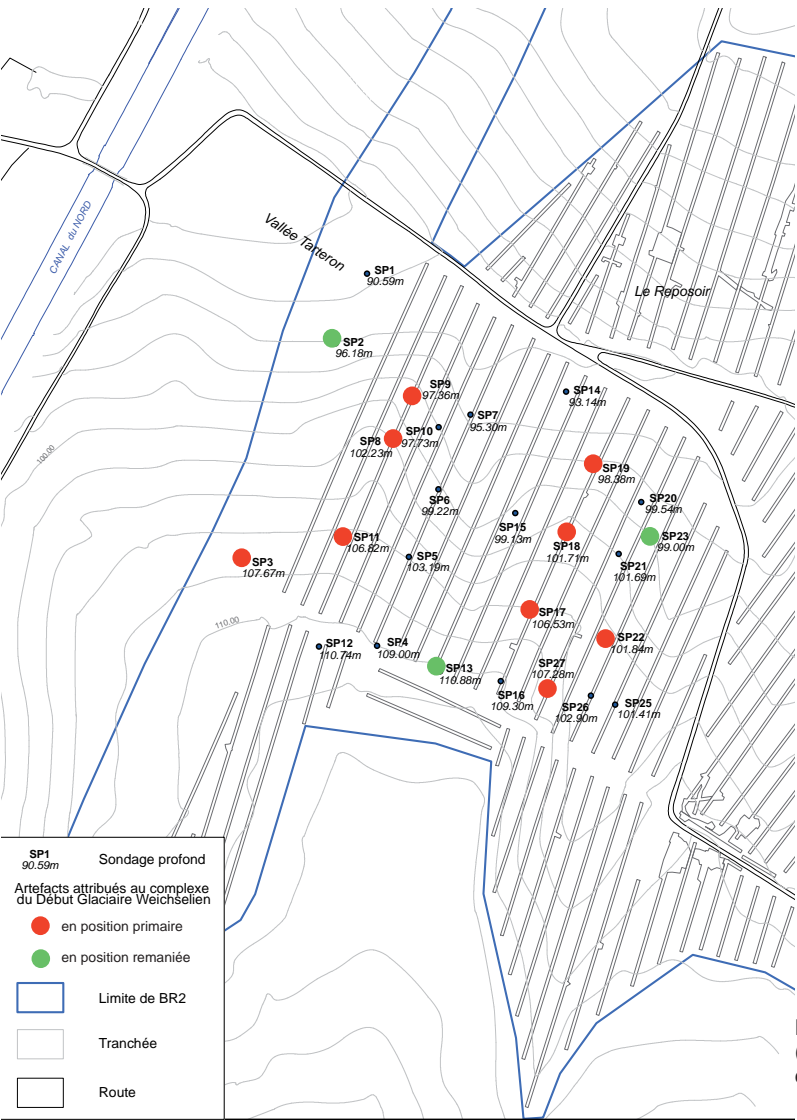 CANAL du NORD
Vallée Tatteron
SP1
90.59m
Le Reposoir
SP2
96.18m
SP9
97.36m
SP14
93.14m
SP7
95.30m
SP10
97.73m
SP8
102.23m
100.00
SP19
98.38m
SP6
99.22m
SP20
99.54m
SP15
99.13m
SP23
99.00m
SP11
106.82m
SP18
101.71m
SP3
107.67m
SP5
103.19m
SP21
101.69m
SP17
106.53m
110.00
SP22
101.84m
SP12
110.74m
SP4
109.00m
SP13
110.88m
SP27
107.28m
SP16
109.30m
SP26
102.90m
SP25
101.41m
SP1
90.59m
Sondage profond
Artefacts attribués au complexe
du Début Glaciaire Weichselien
en position primaire
en position remaniée
Limite de BR2
Tranchée
Route